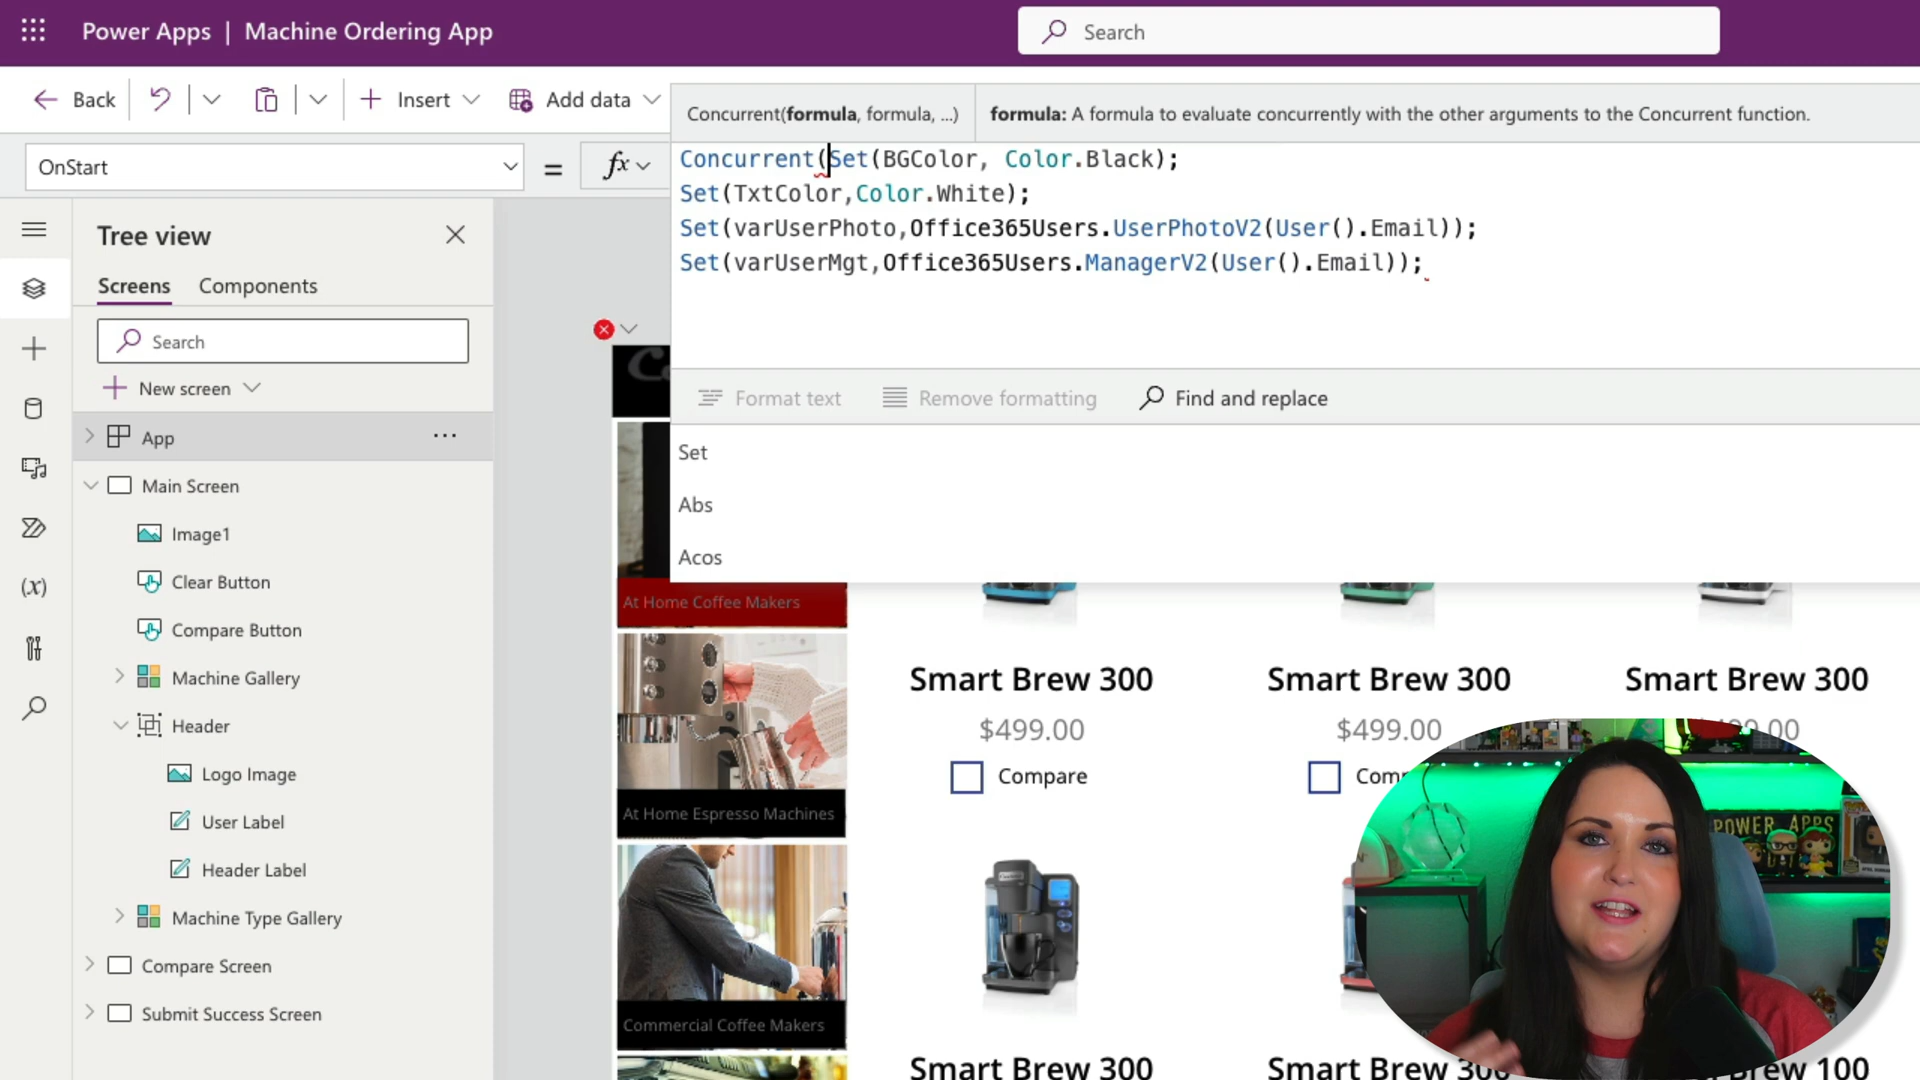 Power Apps | Machine Ordering App
Search
Back
Insert
Add data
Concurrent(formula, formula, ...)
formula: A formula to evaluate concurrently with the other arguments to the Concurrent function.
OnStart
=
fx
Concurrent(Set(BGColor, Color.Black);
Set(TxtColor,Color.White);
Set(varUserPhoto,Office365Users.UserPhotoV2(User().Email));
Set(varUserMgt,Office365Users.ManagerV2(User().Email));
Format text
Remove formatting
Find and replace
Set
Abs
Acos
Tree view
Screens
Components
Search
New screen
App
...
Main Screen
Image1
Clear Button
Compare Button
Machine Gallery
Header
Logo Image
User Label
Header Label
Machine Type Gallery
Compare Screen
Submit Success Screen
(x)
At Home Coffee Makers
At Home Espresso Machines
Commercial Coffee Makers
Smart Brew 300
Smart Brew 300
Smart Brew 300
$499.00
$499.00
Compare
POWER APPS
Smart Brew 300